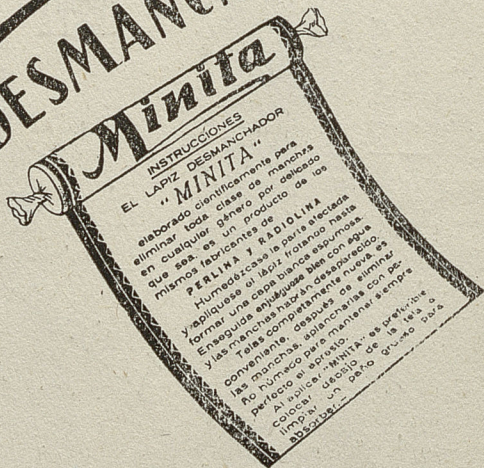 DESMANCH
Minita
INSTRUCCIONES
EL LAPIZ DESMANCHADOR
"MINITA"
elaborado cientificamente para
eliminar toda clase de manchas
en cualquier género por delicado
que sea, es un producto de los
mismos fabricantes de
PERLINA Y RADIOLINA
Humedézcase la parte afectada
y aplíquese el lápiz frotando hasta
formar una capa blanca espumosa.
Enseguida enjuáguese bien con agua
y las manchas habrán desaparecido.
Telas completamente nueva, es
conveniente, después de eliminar
las manchas, aplancharlas con pa-
ño húmedo para mantener siempre
perfecto el apresto.
Al aplicar "MINITA" es preferible
colocar debajo de la tela a
limpiar un paño grueso para
absorber.—